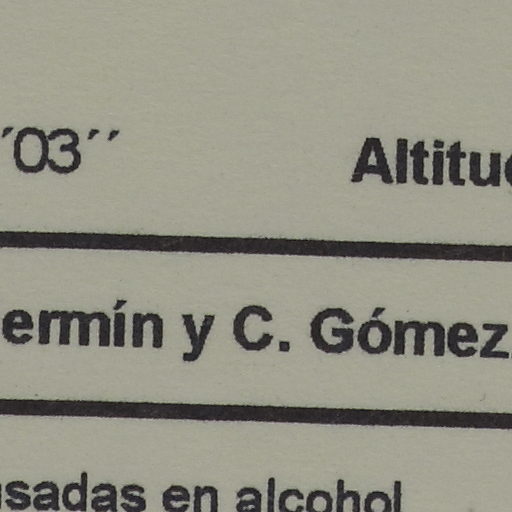 ´03´´ Altitu
ermín y C. Gómez
sadas en alcohol